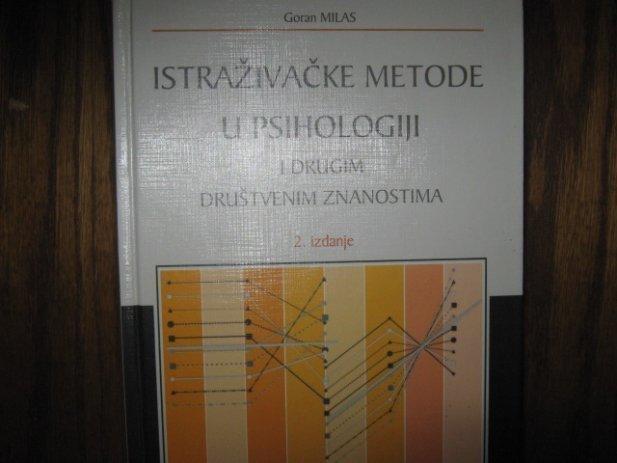 Goran MILAS
ISTRAŽIVAČKE METODE
U PSIHOLOGIJI
I DRUGIM
DRUŠTVENIM ZNANOSTIMA
2. izdanje